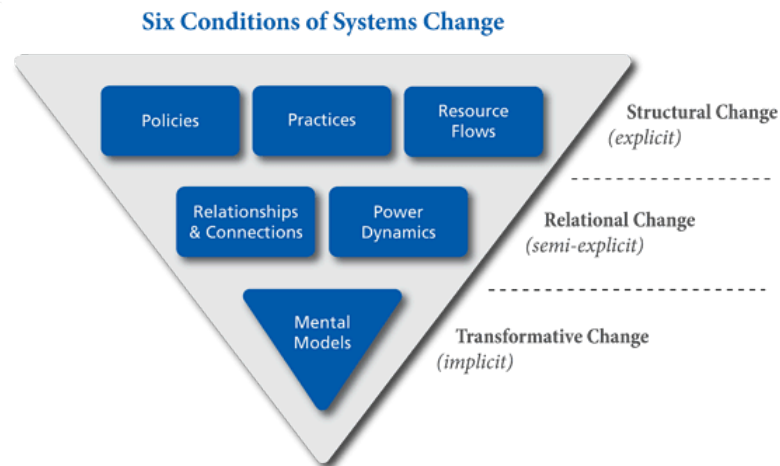 Six Conditions of Systems Change
Policies
Practices
Resource
Flows
Structural Change
(explicit)
Relationships
& Connections
Power
Dynamics
Relational Change
(semi-explicit)
Mental
Models
Transformative Change
(implicit)